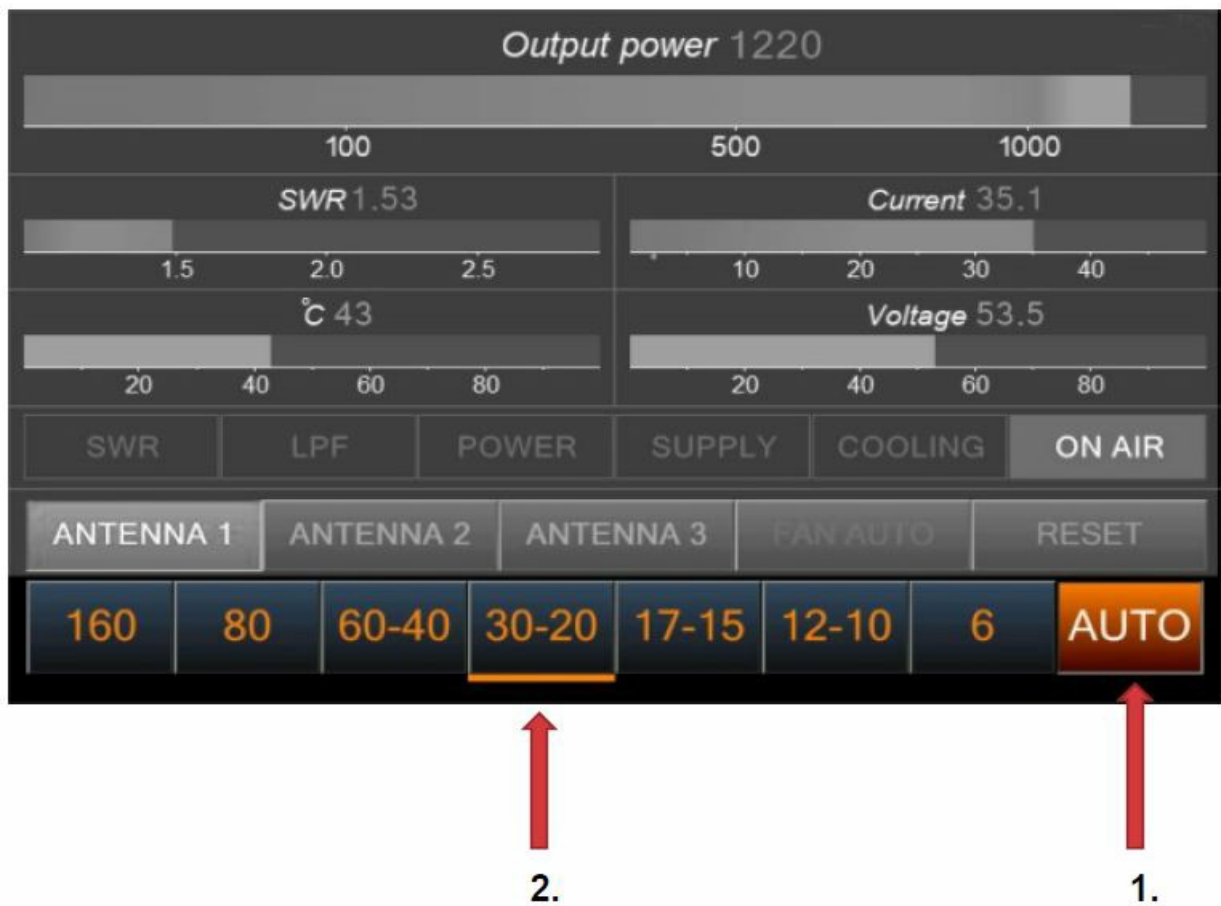 Output power 1220
100 500 1000
SWR 1.53 Current 35.1
1.5 2.0 2.5 10 20 30 40
°C 43 Voltage 53.5
20 40 60 80 20 40 60 80
SWR LPF POWER SUPPLY COOLING ON AIR
ANTENNA 1 ANTENNA 2 ANTENNA 3 FAN AUTO RESET
160 80 60-40 30-20 17-15 12-10 6 AUTO
2. 1.